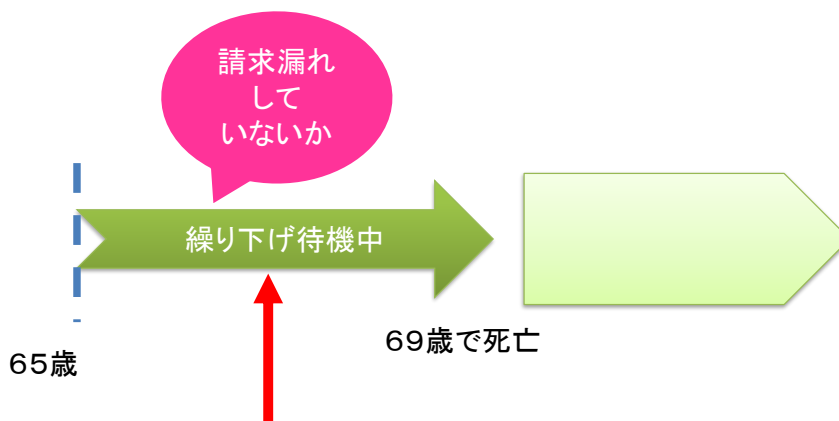 請求漏れ
して
いないか
繰り下げ待機中
69歳で死亡
65歳